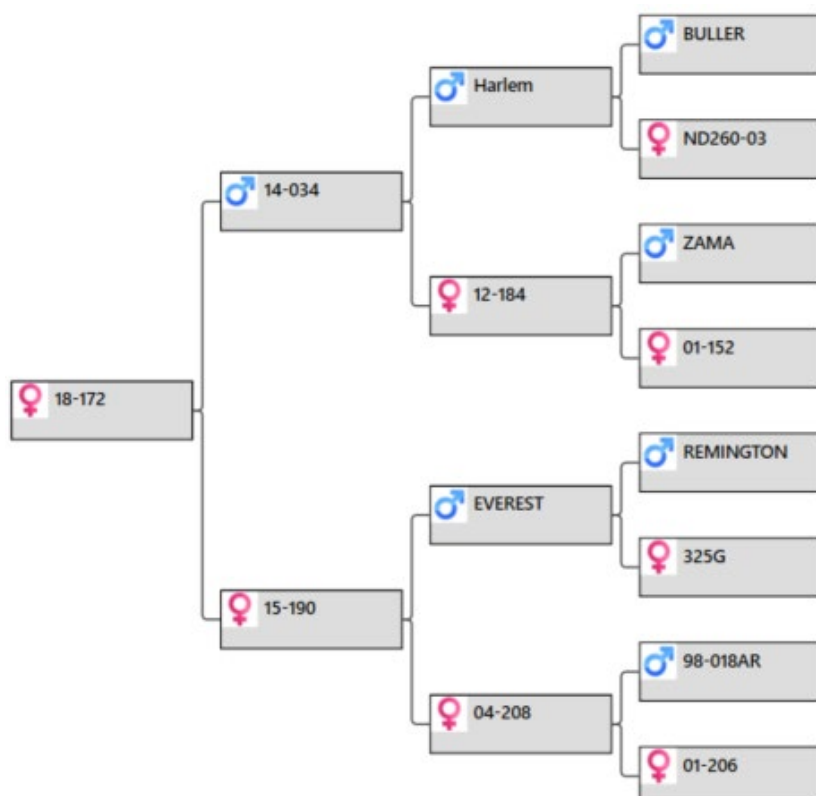 BULLER
Harlem
ND260-03
14-034
ZAMA
12-184
01-152
18-172
REMINGTON
EVEREST
325G
15-190
98-018AR
04-208
01-206